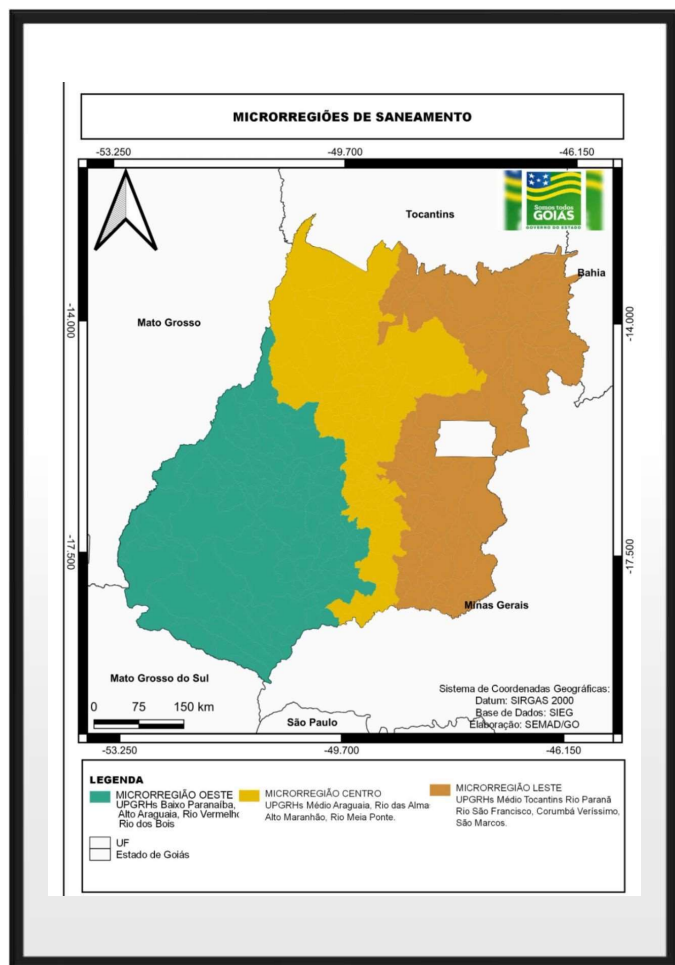 MICRORREGIÕES DE SANEAMENTO
-53.250 -49.700 -46.150
Somos todos
GOIÁS
GOVERNO DO ESTADO
Tocantins
Bahia
Mato Grosso
-14.000 -14.000
-17.500 -17.500
Minas Gerais
Mato Grosso do Sul
Sistema de Coordenadas Geográficas:
Datum: SIRGAS 2000
Base de Dados: SIEG
Elaboração: SEMAD/GO
0 75 150 km
São Paulo
-53.250 -49.700 -46.150
LEGENDA
MICRORREGIÃO OESTE
UPGRHs Baixo Paranaíba,
Alto Araguaia, Rio Vermelho
Rio dos Bois
MICRORREGIÃO CENTRO
UPGRHs Médio Araguaia, Rio das Alma
Alto Maranhão, Rio Meia Ponte.
MICRORREGIÃO LESTE
UPGRHs Médio Tocantins Rio Paranã
Rio São Francisco, Corumbá Veríssimo,
São Marcos.
UF
Estado de Goiás